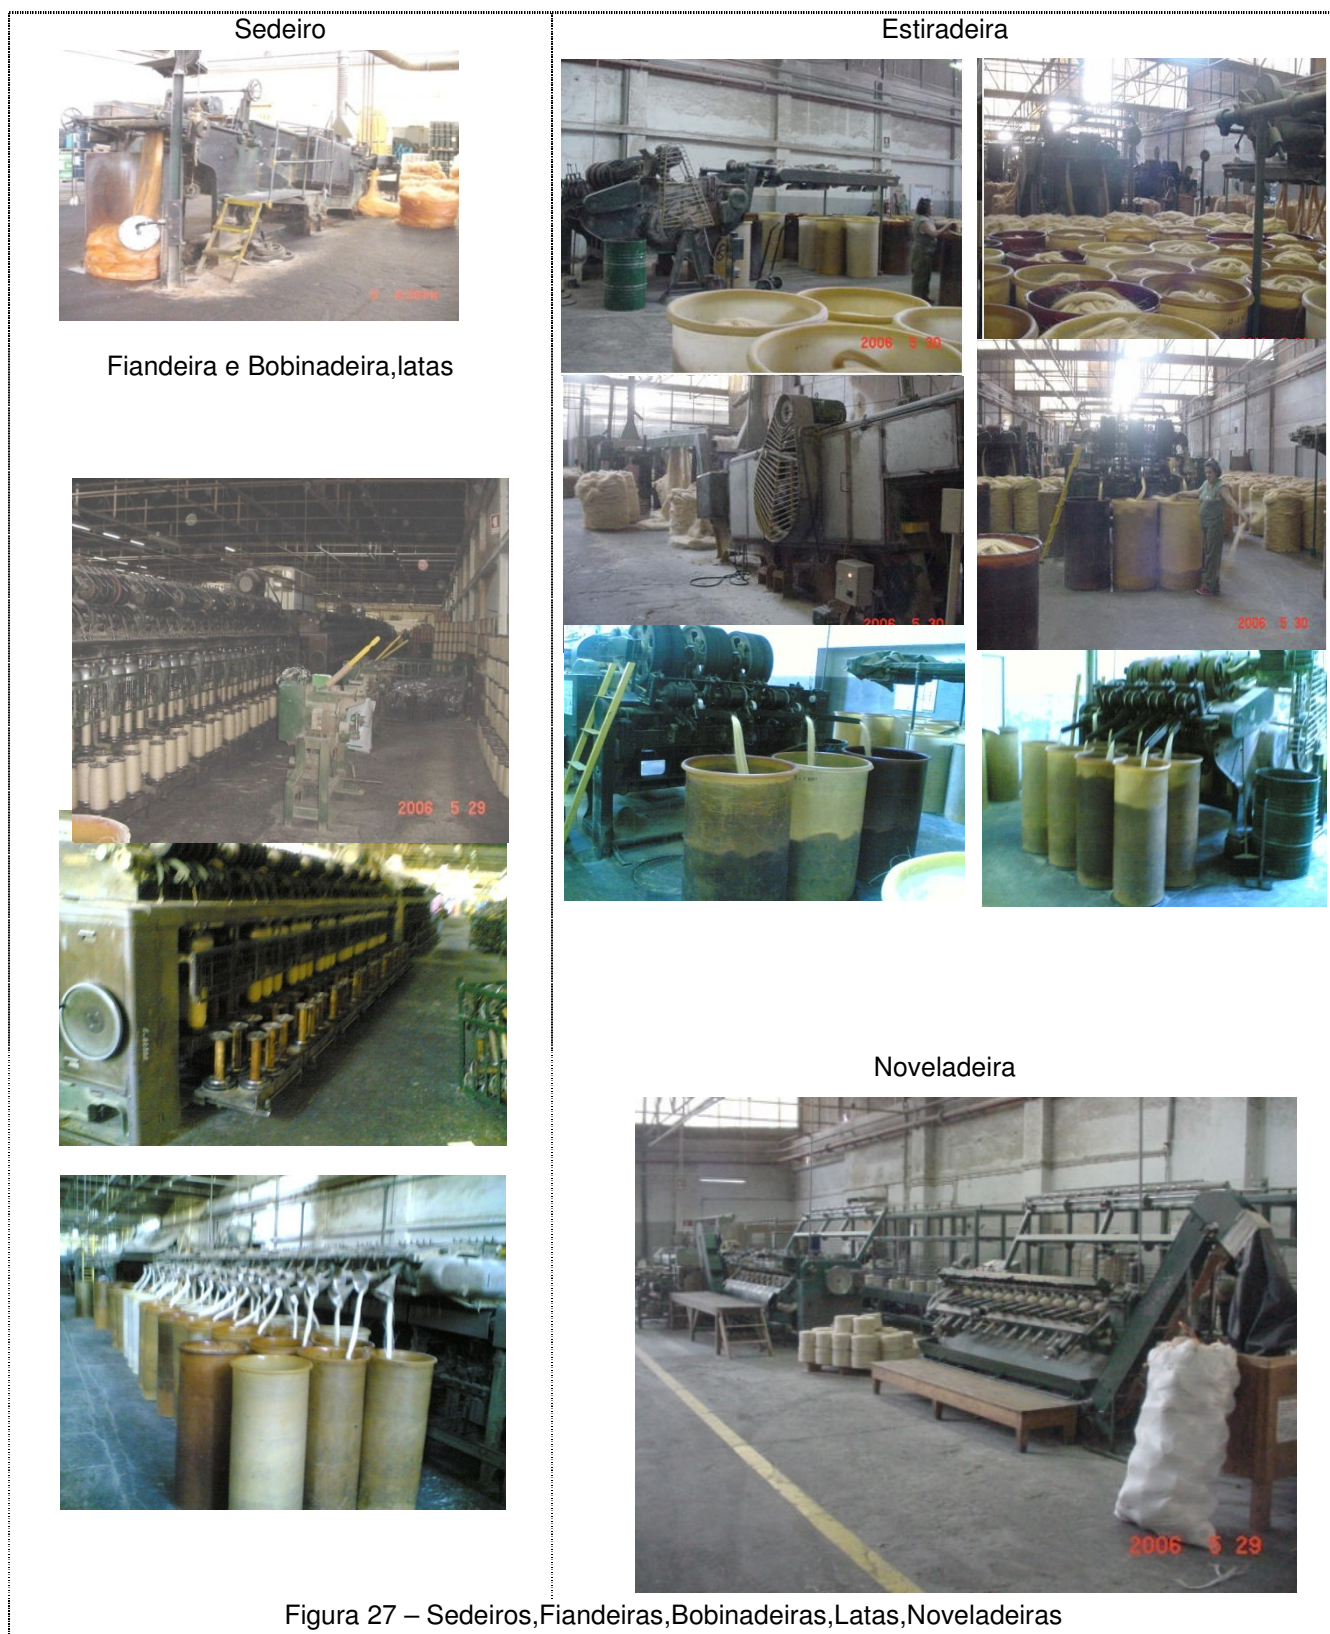 Sedeiro
Estiradeira
Fiandeira e Bobinadeira,latas
2006 5 30
2006 5 30
2006 5 30
2006 5 29
Noveladeira
2006 5 29
Figura 27 – Sedeiros,Fiandeiras,Bobinadeiras,Latas,Noveladeiras